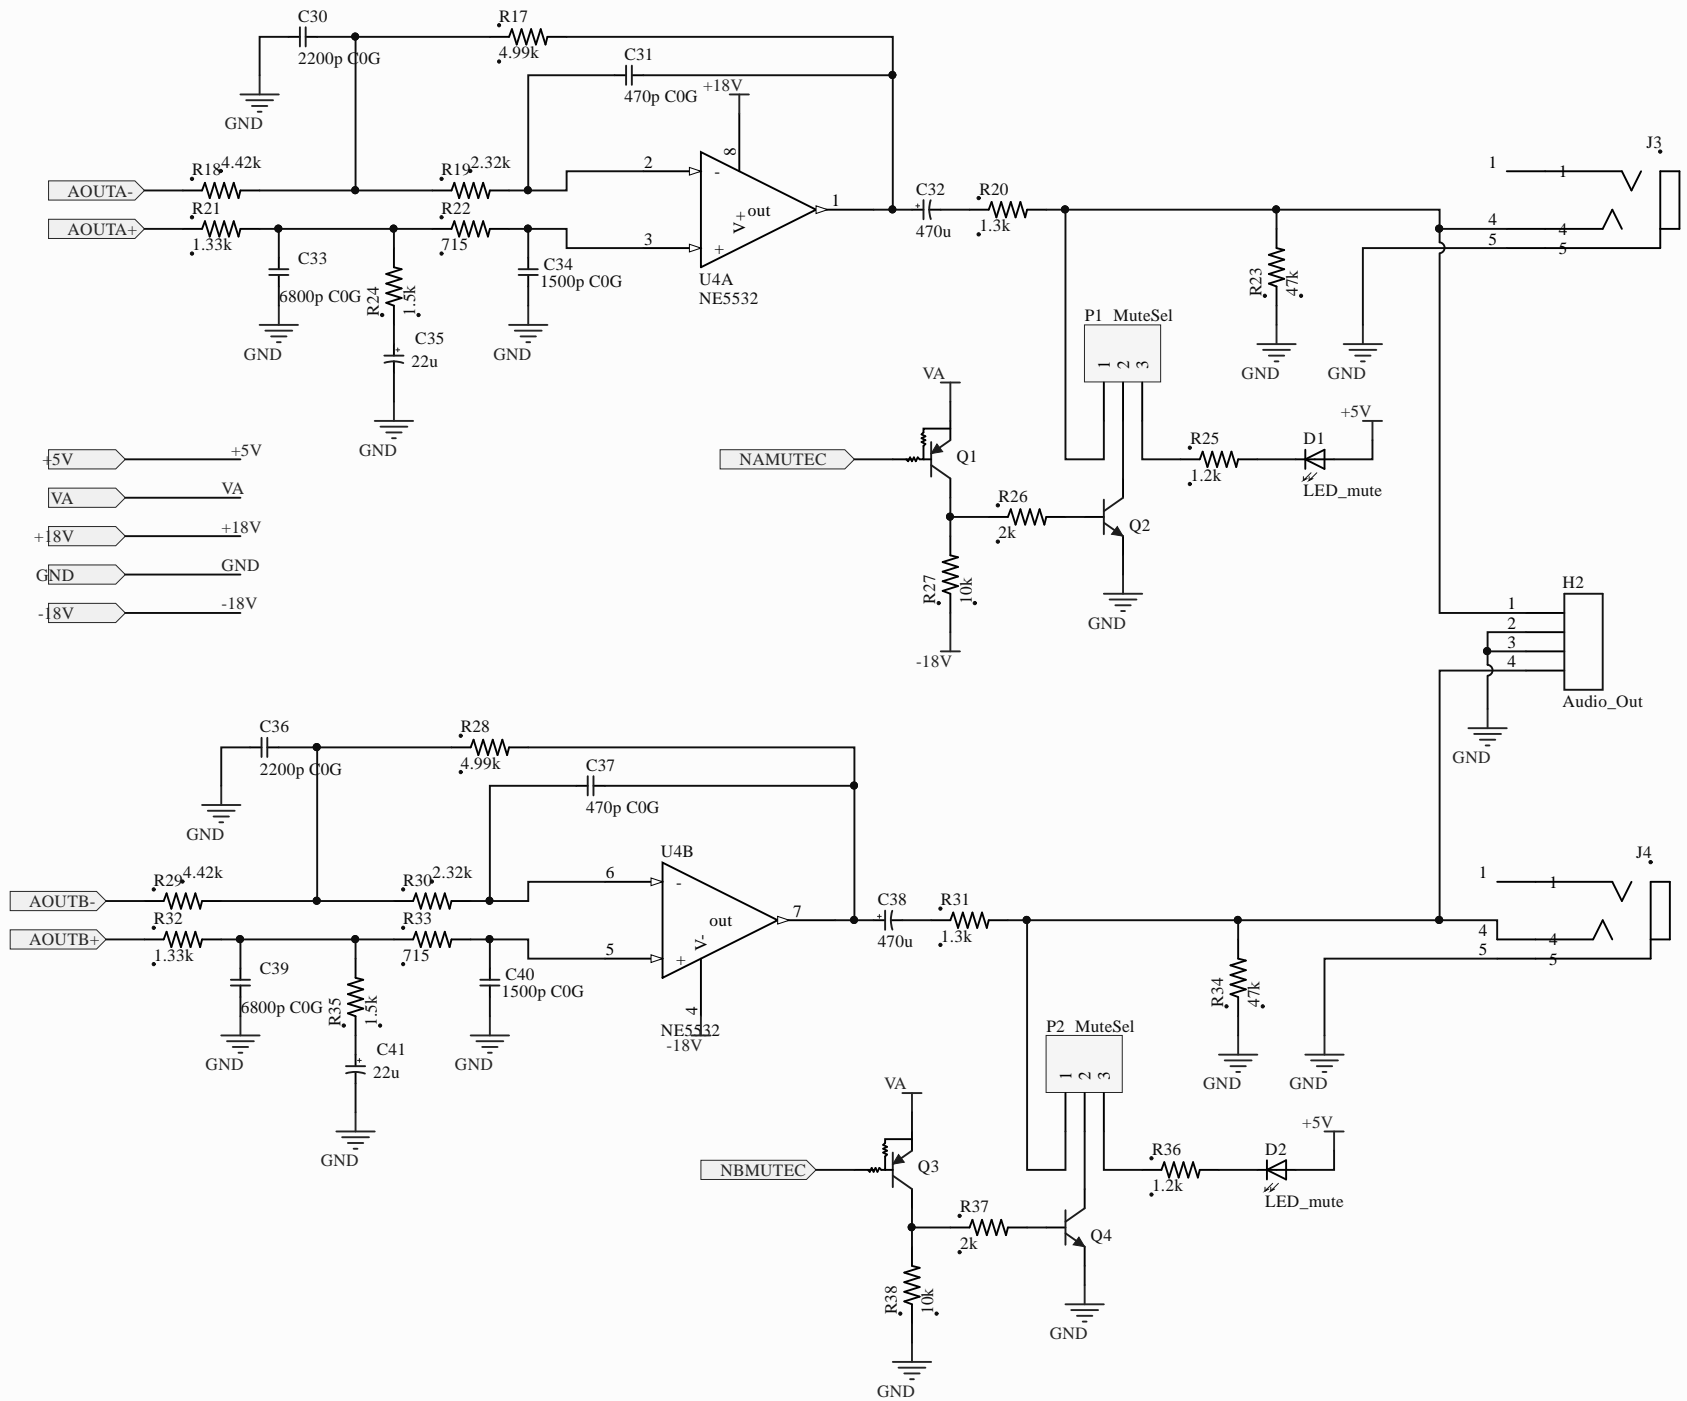 C30
2200p C0G
GND
R17
4.99k
C31
470p C0G
+18V
8
AOUTA-
R18
4.42k
R19
2.32k
2
-
V+
out
1
AOUTA+
R21
1.33k
R22
715
3
+
U4A
NE5532
C33
6800p C0G
GND
R24
1.5k
C34
1500p C0G
GND
C35
+
22u
GND
C32
+
470u
R20
1.3k
R23
47k
GND
GND
J3
1
1
4
4
5
5
P1 MuteSel
1
2
3
VA
NAMUTEC
Q1
R26
2k
Q2
R27
10k
-18V
GND
R25
1.2k
D1
LED_mute
+5V
+5V
+5V
VA
VA
+18V
+18V
GND
GND
-18V
-18V
H2
1
2
3
4
Audio_Out
GND
C36
2200p C0G
GND
R28
4.99k
C37
470p C0G
U4B
AOUTB-
R29
4.42k
R30
2.32k
6
-
out
V-
7
AOUTB+
R32
1.33k
R33
715
5
+
4
NE5532
-18V
C39
6800p C0G
GND
R35
1.5k
C40
1500p C0G
GND
C41
+
22u
GND
C38
+
470u
R31
1.3k
R34
47k
GND
GND
J4
1
1
4
4
5
5
P2 MuteSel
1
2
3
VA
NBMUTEC
Q3
R37
2k
Q4
R38
10k
GND
GND
R36
1.2k
D2
LED_mute
+5V